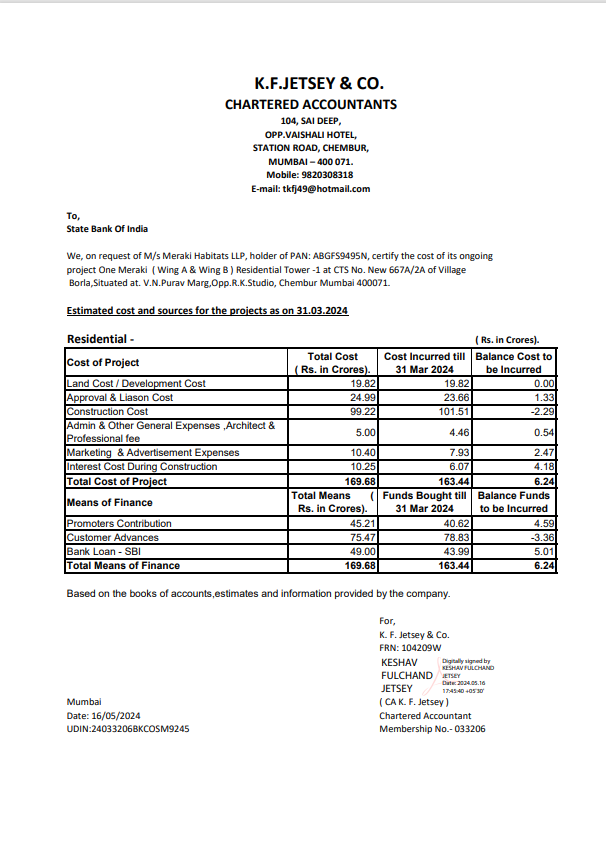 K.F.JETSEY & CO.
CHARTERED ACCOUNTANTS
104, SAI DEEP,
OPP.VAISHALI HOTEL,
STATION ROAD, CHEMBUR,
MUMBAI – 400 071.
Mobile: 9820308318
E-mail: tkfj49@hotmail.com
To,
State Bank Of India
We, on request of M/s Meraki Habitats LLP, holder of PAN: ABGFS9495N, certify the cost of its ongoing
project One Meraki ( Wing A & Wing B ) Residential Tower -1 at CTS No. New 667A/2A of Village
Borla,Situated at. V.N.Purav Marg,Opp.R.K.Studio, Chembur Mumbai 400071.
Estimated cost and sources for the projects as on 31.03.2024
Residential - ( Rs. in Crores).
Cost of Project Total Cost ( Rs. in Crores). Cost Incurred till 31 Mar 2024 Balance Cost to be Incurred
Land Cost / Development Cost 19.82 19.82 0.00
Approval & Liason Cost 24.99 23.66 1.33
Construction Cost 99.22 101.51 -2.29
Admin & Other General Expenses ,Architect & Professional fee 5.00 4.46 0.54
Marketing & Advertisement Expenses 10.40 7.93 2.47
Interest Cost During Construction 10.25 6.07 4.18
Total Cost of Project 169.68 163.44 6.24
Means of Finance Total Means ( Rs. in Crores). Funds Bought till 31 Mar 2024 Balance Funds to be Incurred
Promoters Contribution 45.21 40.62 4.59
Customer Advances 75.47 78.83 -3.36
Bank Loan - SBI 49.00 43.99 5.01
Total Means of Finance 169.68 163.44 6.24
Based on the books of accounts,estimates and information provided by the company.
For,
K. F. Jetsey & Co.
FRN: 104209W
KESHAV
FULCHAND
JETSEY
Digitally signed by
KESHAV FULCHAND
JETSEY
Date: 2024.05.16
17:45:40 +05'30'
Mumbai ( CA K. F. Jetsey )
Date: 16/05/2024 Chartered Accountant
UDIN:24033206BKCOSM9245 Membership No.- 033206